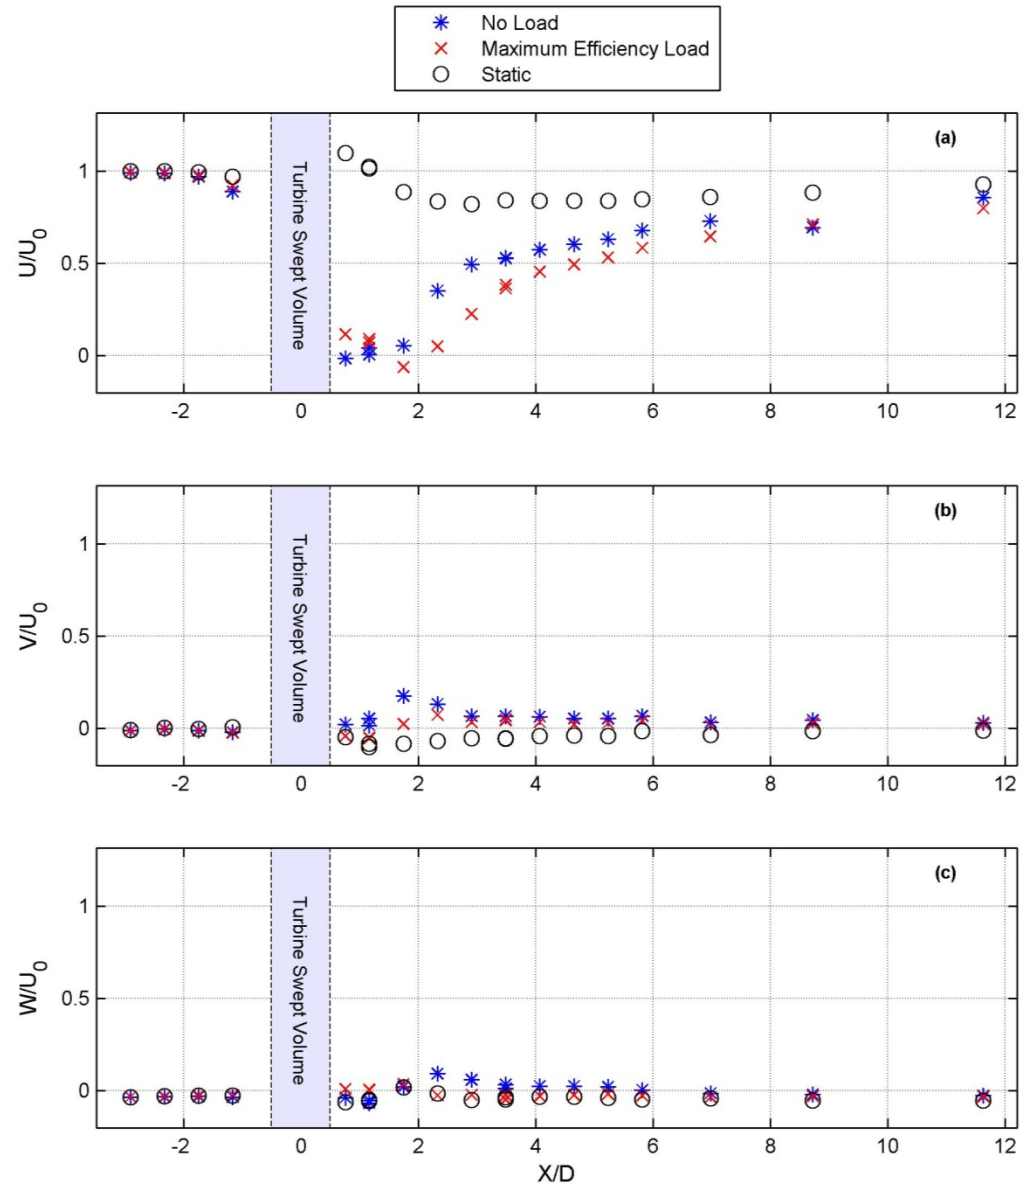 No Load
Maximum Efficiency Load
Static
(a)
1
0.5
0
U/U0
Turbine Swept Volume
-2 0 2 4 6 8 10 12
(b)
1
0.5
0
V/U0
Turbine Swept Volume
-2 0 2 4 6 8 10 12
(c)
1
0.5
0
W/U0
Turbine Swept Volume
-2 0 2 4 6 8 10 12
X/D